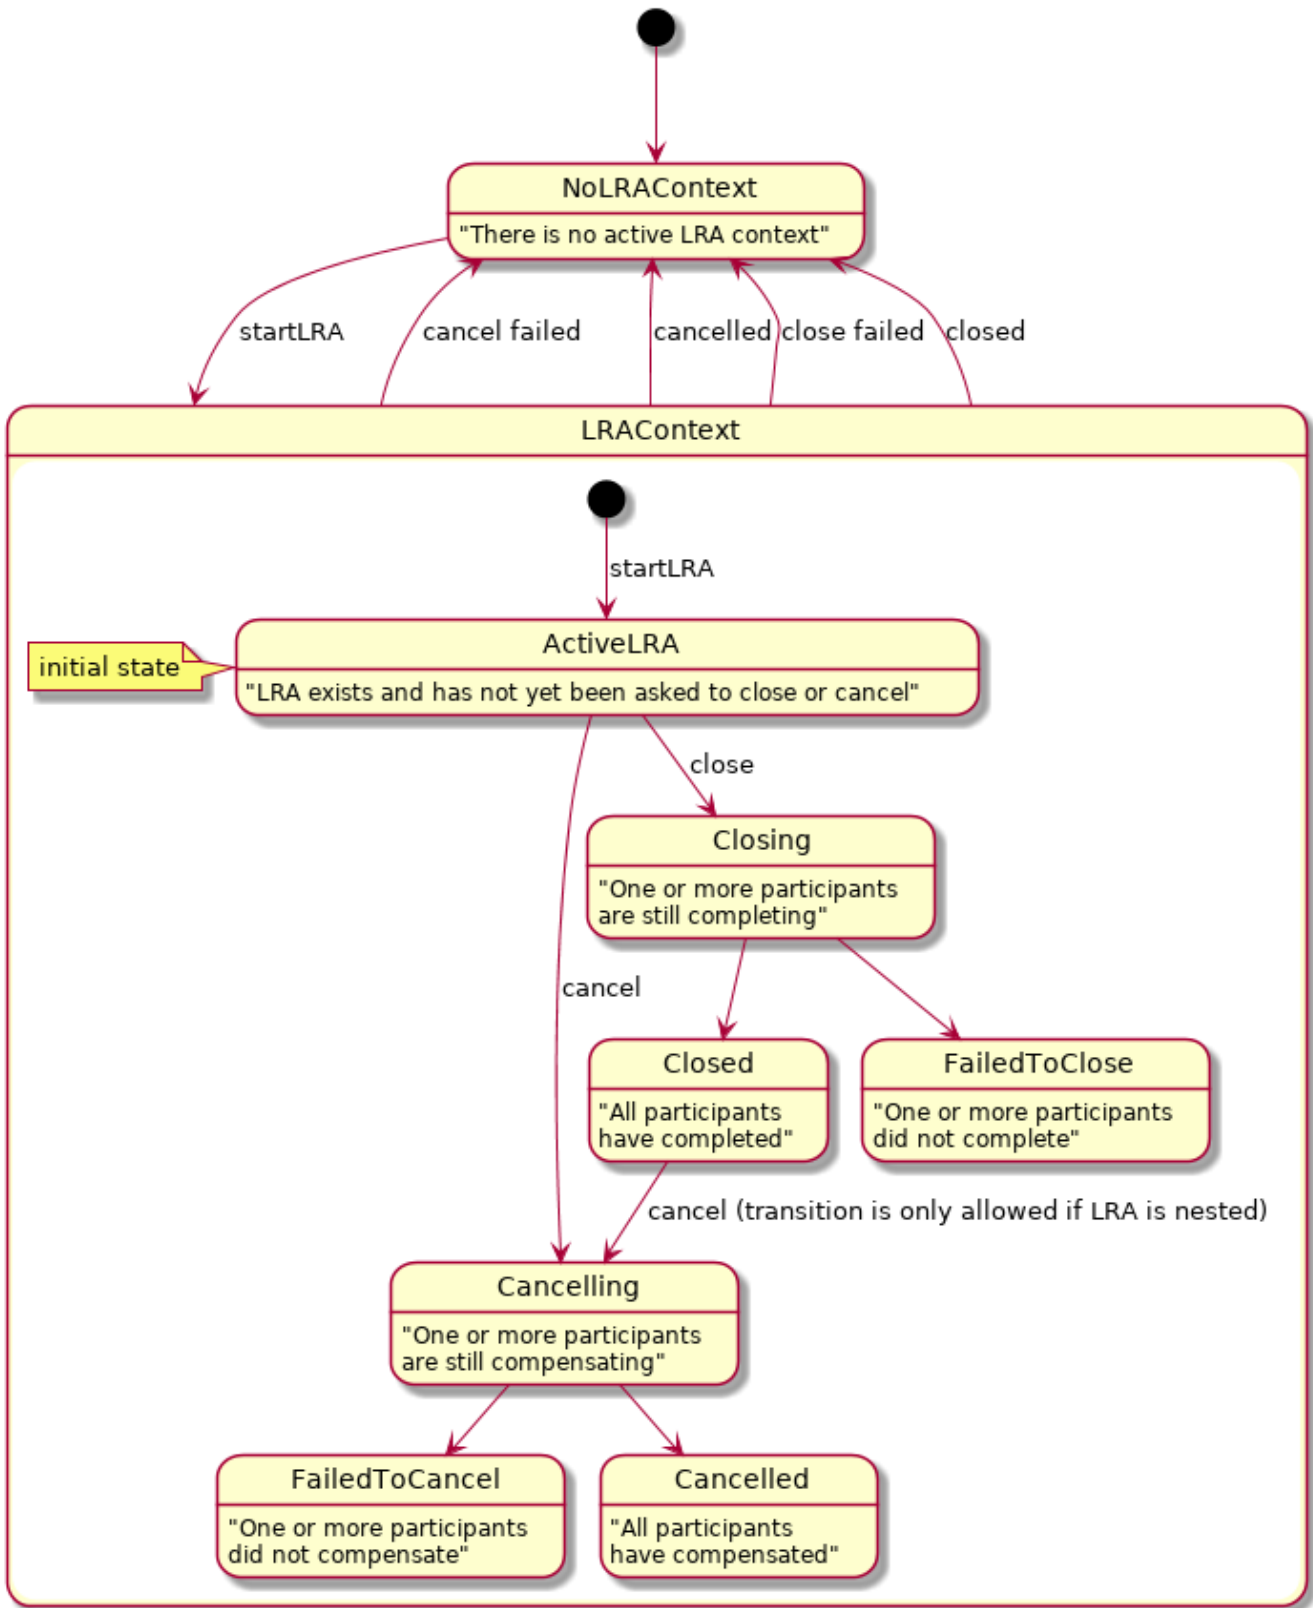 NoLRAContext
"There is no active LRA context"
startLRA
cancel failed
cancelled
close failed
closed
LRAContext
startLRA
ActiveLRA
initial state
"LRA exists and has not yet been asked to close or cancel"
close
Closing
"One or more participants
are still completing"
cancel
Closed
"All participants
have completed"
FailedToClose
"One or more participants
did not complete"
cancel (transition is only allowed if LRA is nested)
Cancelling
"One or more participants
are still compensating"
FailedToCancel
"One or more participants
did not compensate"
Cancelled
"All participants
have compensated"